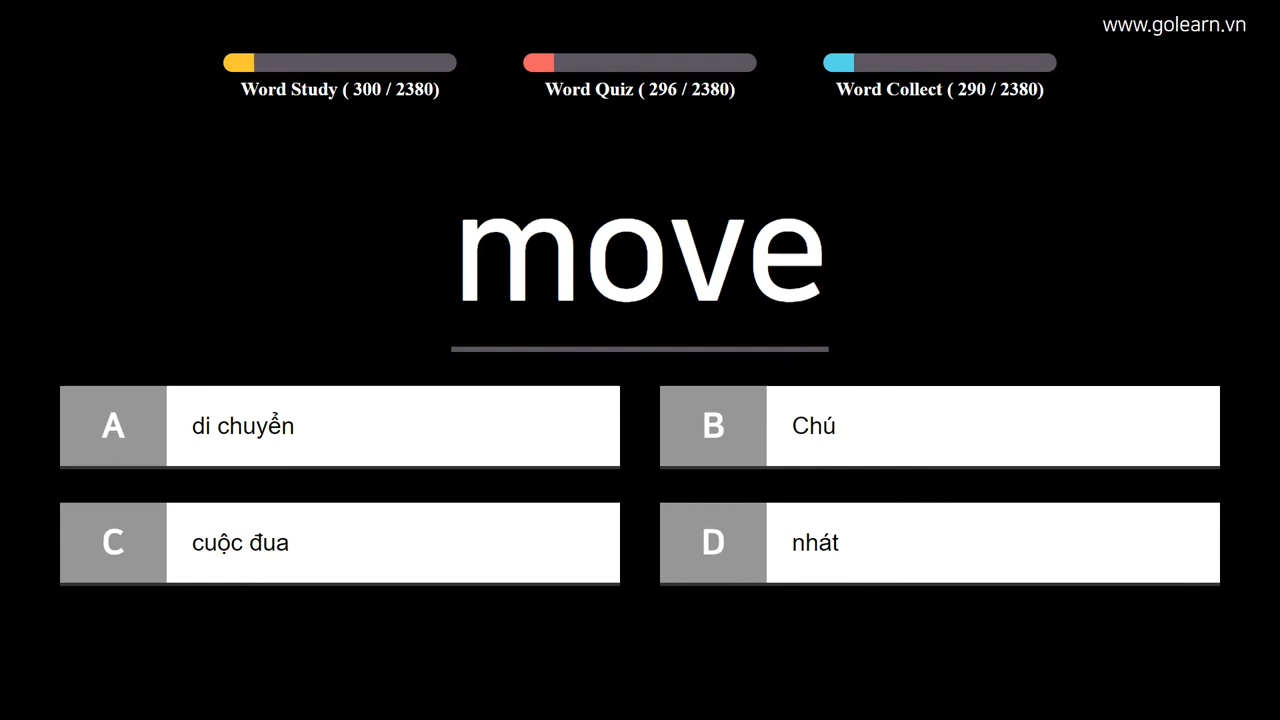 www.golearn.vn
Word Study ( 300 / 2380)
Word Quiz ( 296 / 2380)
Word Collect ( 290 / 2380)
move
A di chuyển
B Chú
C cuộc đua
D nhát